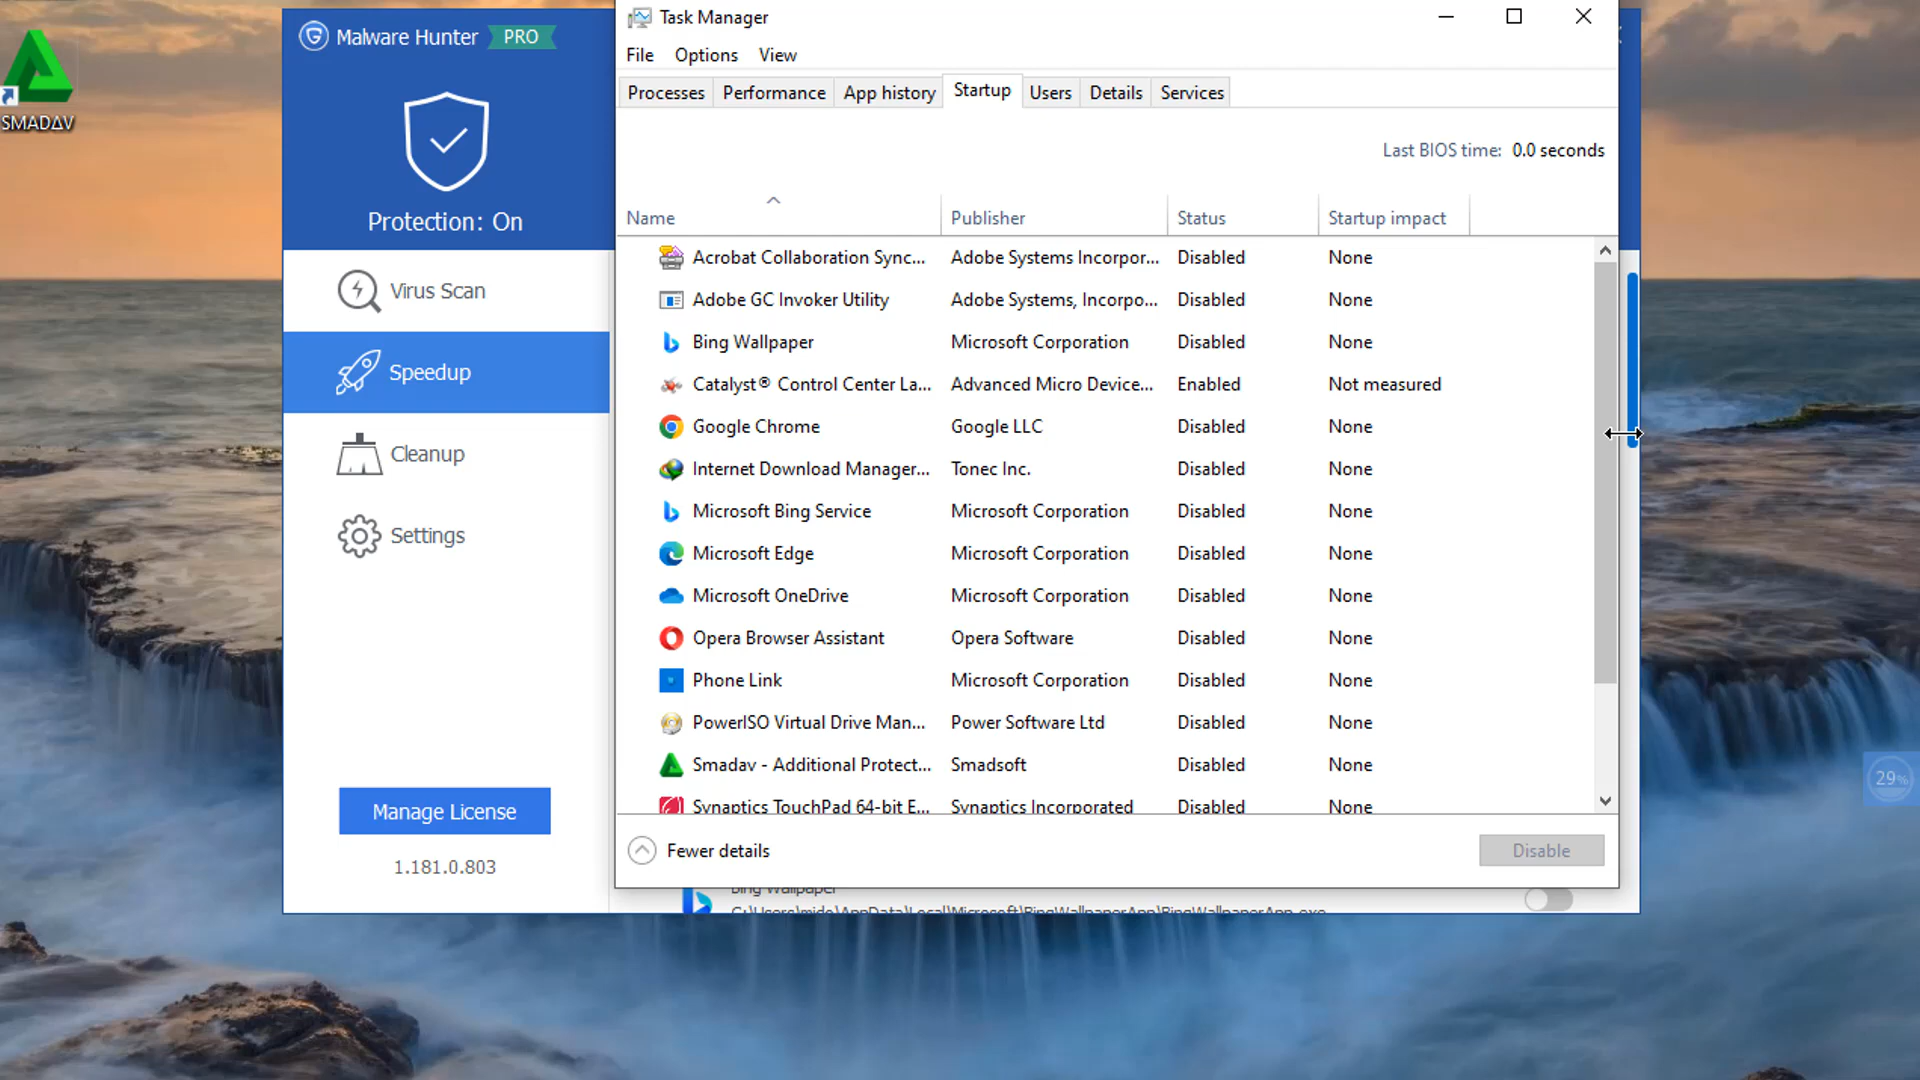 SMADΔV
Malware Hunter PRO
Protection: On
Virus Scan
Speedup
Cleanup
Settings
Manage License
1.181.0.803
Task Manager
File Options View
Processes Performance App history Startup Users Details Services
Last BIOS time: 0.0 seconds
Name Publisher Status Startup impact
Acrobat Collaboration Sync... Adobe Systems Incorpor... Disabled None
Adobe GC Invoker Utility Adobe Systems, Incorpo... Disabled None
Bing Wallpaper Microsoft Corporation Disabled None
Catalyst® Control Center La... Advanced Micro Device... Enabled Not measured
Google Chrome Google LLC Disabled None
Internet Download Manager... Tonec Inc. Disabled None
Microsoft Bing Service Microsoft Corporation Disabled None
Microsoft Edge Microsoft Corporation Disabled None
Microsoft OneDrive Microsoft Corporation Disabled None
Opera Browser Assistant Opera Software Disabled None
Phone Link Microsoft Corporation Disabled None
PowerISO Virtual Drive Man... Power Software Ltd Disabled None
Smadav - Additional Protect... Smadsoft Disabled None
Synaptics TouchPad 64-bit E... Synaptics Incorporated Disabled None
Fewer details
Disable
Bing Wallpaper
C:\Users\mido\AppData\Local\Microsoft\BingWallpaperApp\BingWallpaperApp.exe
29%